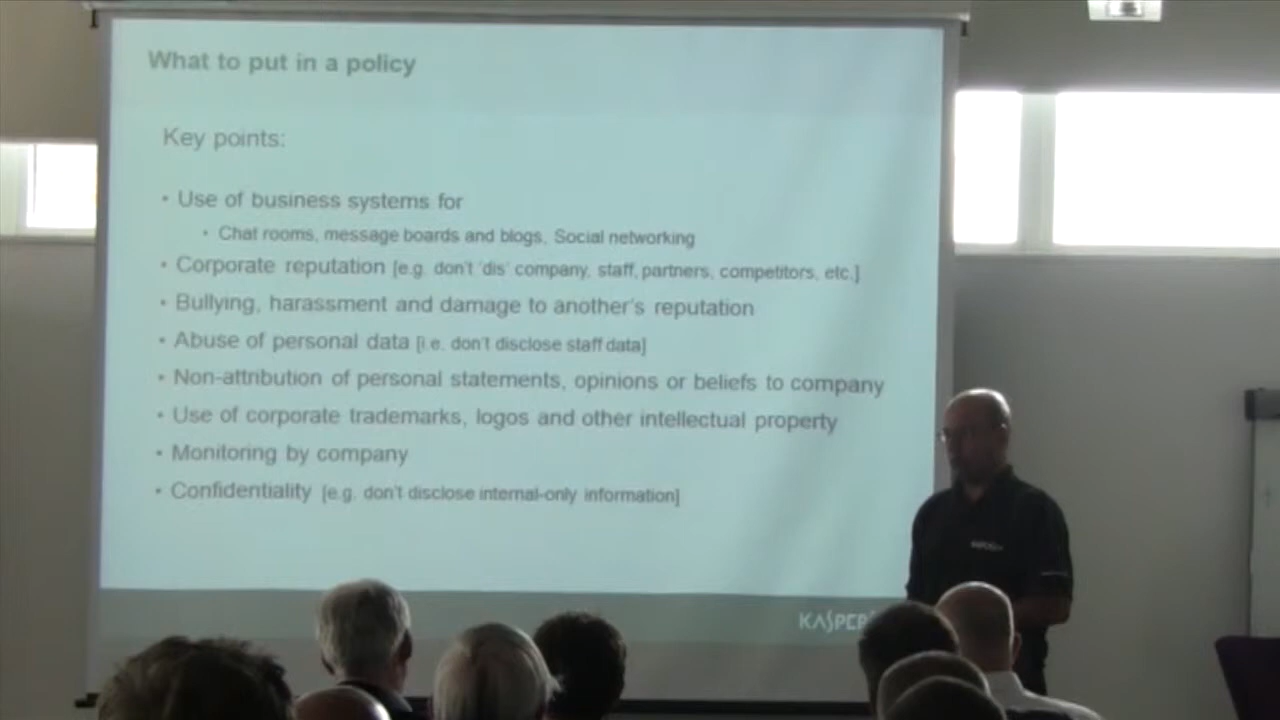 What to put in a policy
Key points:
• Use of business systems for
• Chat rooms, message boards and blogs, Social networking
• Corporate reputation [e.g. don't 'dis' company, staff, partners, competitors, etc.]
• Bullying, harassment and damage to another's reputation
• Abuse of personal data [i.e. don't disclose staff data]
• Non-attribution of personal statements, opinions or beliefs to company
• Use of corporate trademarks, logos and other intellectual property
• Monitoring by company
• Confidentiality [e.g. don't disclose internal-only information]